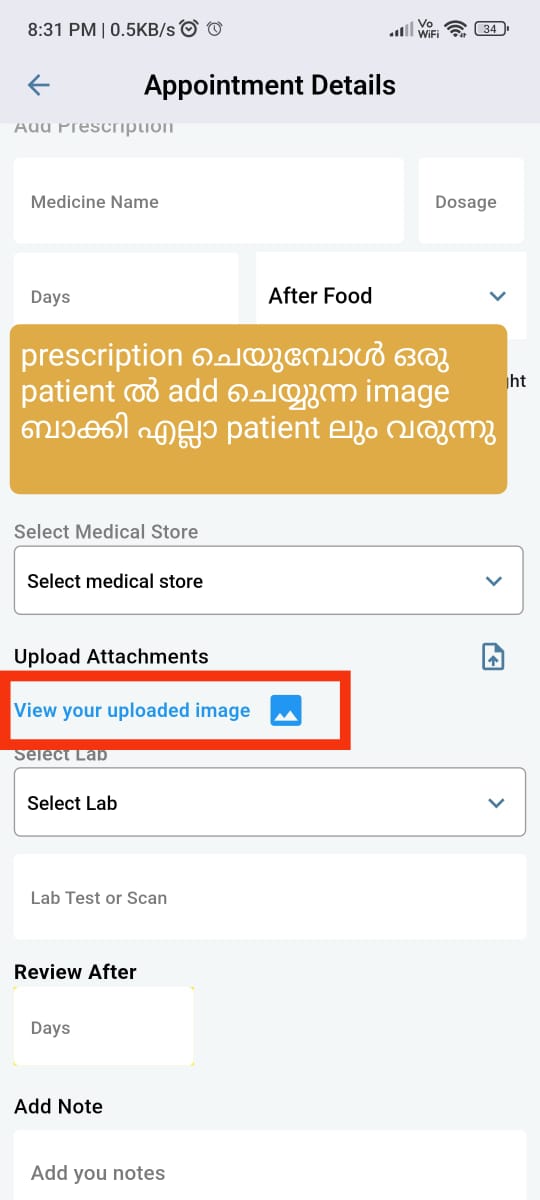 8:31 PM | 0.5KB/s
Vo
WiFi
34
Appointment Details
Add Prescription
Medicine Name
Dosage
Days
After Food
prescription ചെയുമ്പോൾ ഒരു
patient ൽ add ചെയ്യുന്ന image
ബാക്കി എല്ലാ patient ലും വരുന്നു
ght
Select Medical Store
Select medical store
Upload Attachments
View your uploaded image
Select Lab
Select Lab
Lab Test or Scan
Review After
Days
Add Note
Add you notes